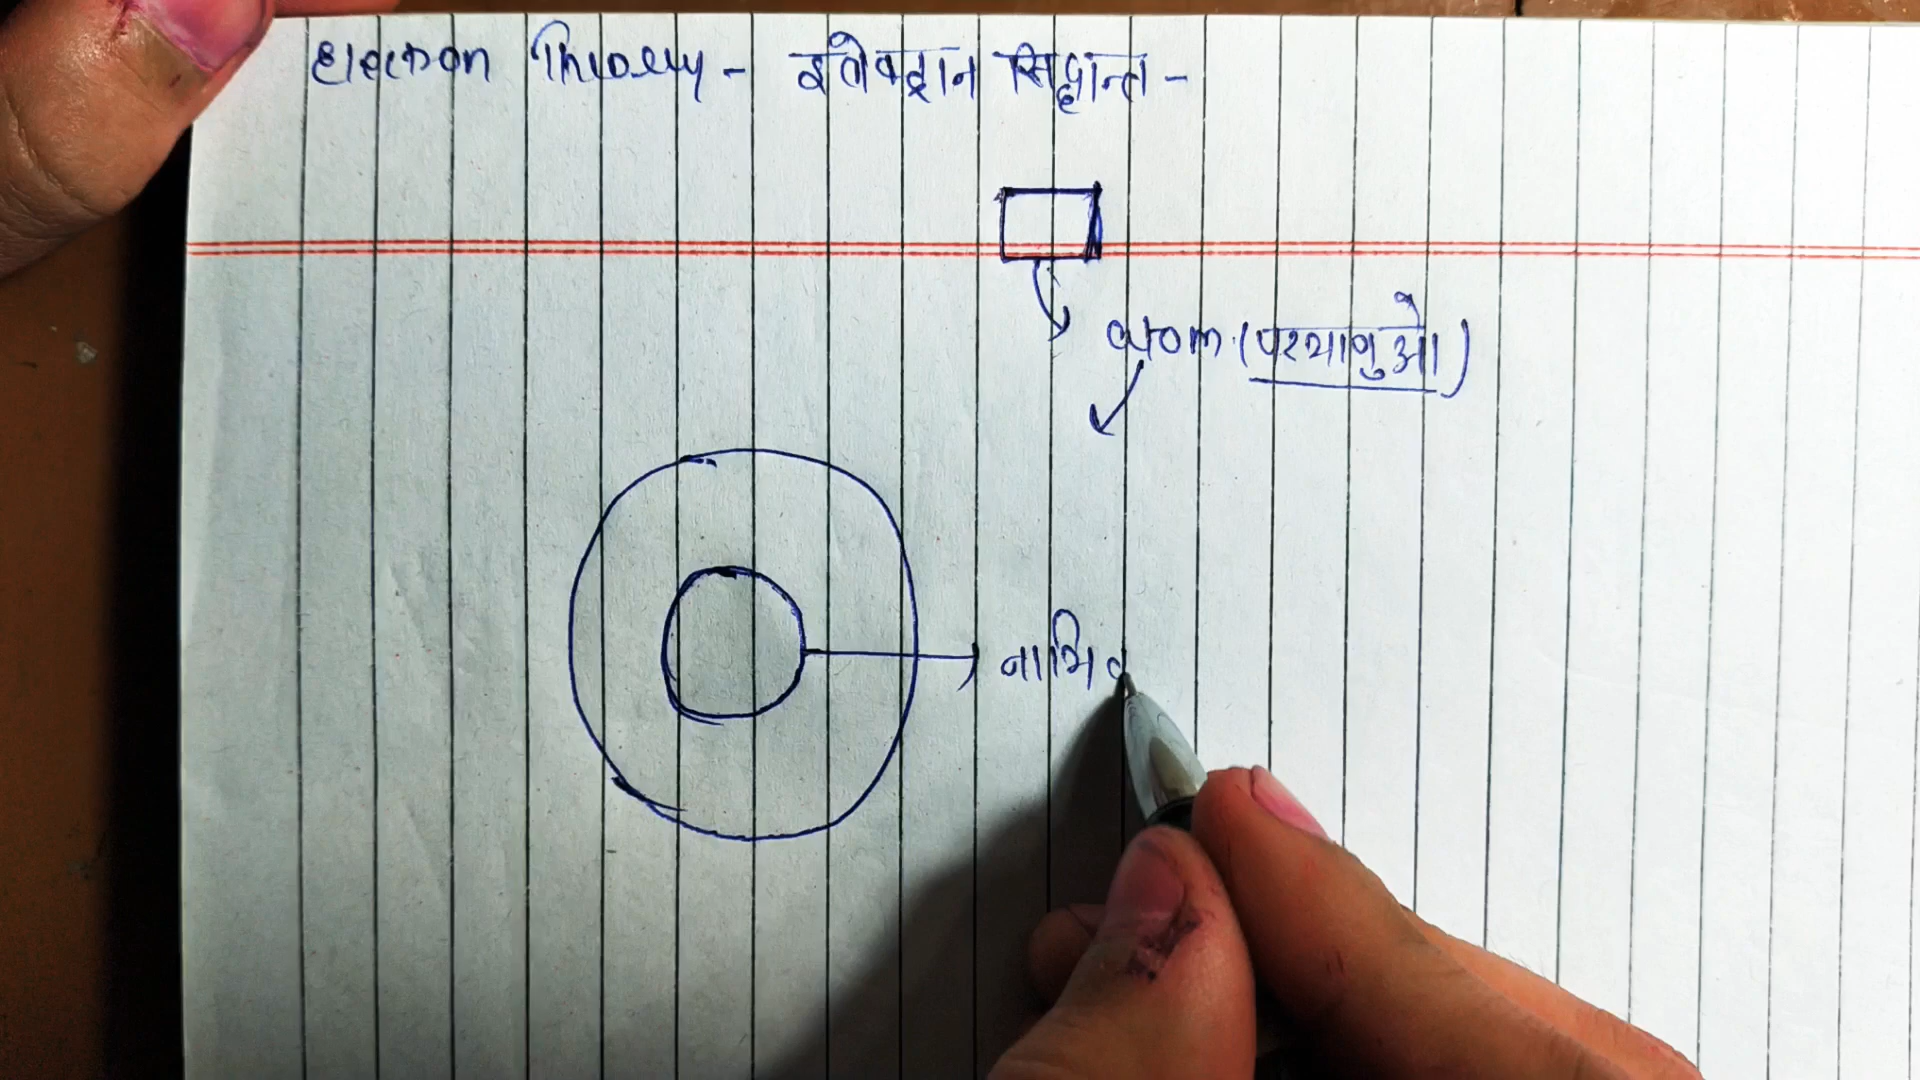 Electron Theory - इलेक्ट्रान सिद्धान्त -
atom. (परमाणुओ)
नाभिक